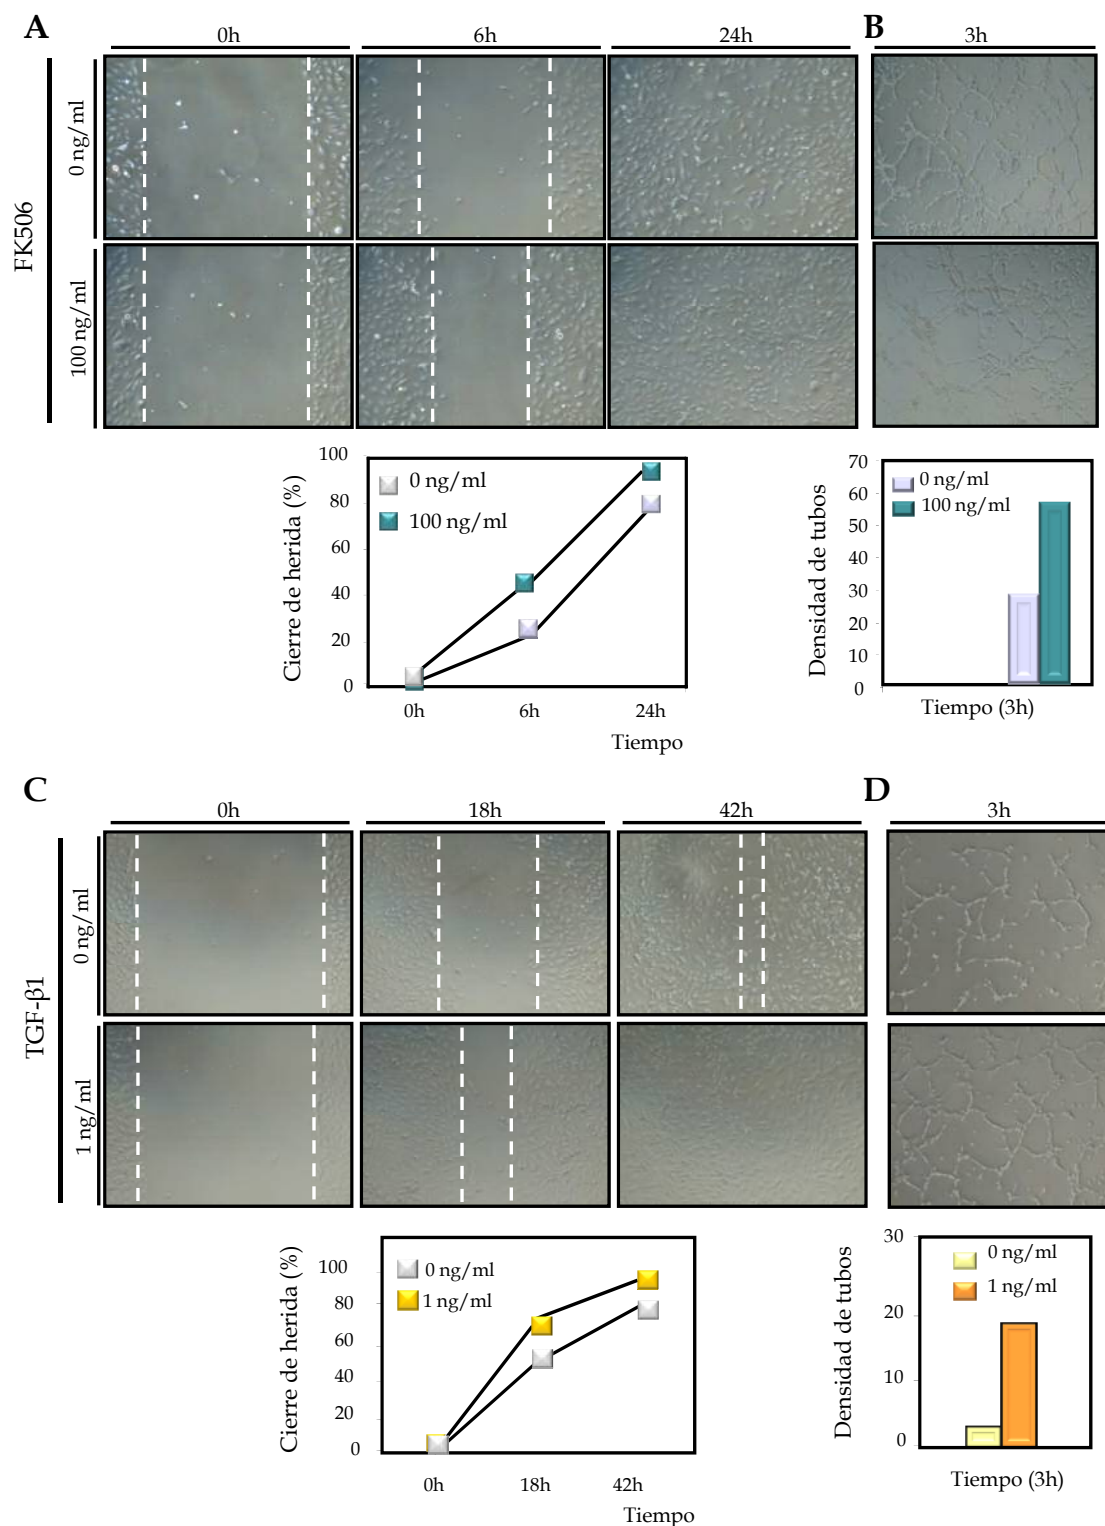 A
B
0h
6h
24h
3h
FK506
0 ng/ml
100 ng/ml
Cierre de herida (%)
100
80
60
40
20
0
0 ng/ml
100 ng/ml
0h
6h
24h
Tiempo
Densidad de tubos
70
60
50
40
30
20
10
0
0 ng/ml
100 ng/ml
Tiempo (3h)
C
D
0h
18h
42h
3h
TGF-β1
0 ng/ml
1 ng/ml
Cierre de herida (%)
100
80
60
40
20
0
0 ng/ml
1 ng/ml
0h
18h
42h
Tiempo
Densidad de tubos
30
20
10
0
0 ng/ml
1 ng/ml
Tiempo (3h)